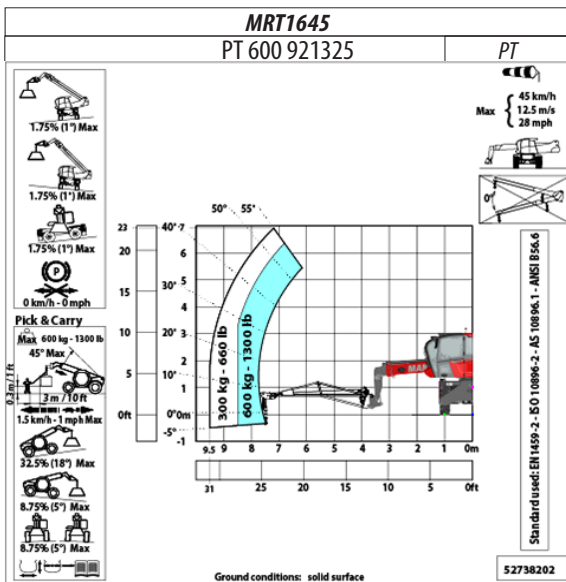 MRT1645
PT 600 921325 PT
1.75% (1°) Max
1.75% (1°) Max
1.75% (1°) Max
P
0 km/h - 0 mph
Pick & Carry
Max 600 kg - 1300 lb
45° Max
0.3 m / 1 ft
3 m / 10 ft
1.5 km/h - 1 mph Max
32.5% (18°) Max
8.75% (5°) Max
8.75% (5°) Max
Max
45 km/h
12.5 m/s
28 mph
0°
50° 55°
23 40° 7
20 6
30° 5
15 4
10 20° 3
2
5 10° 1
0ft 0° 0m
-5° -1
300 kg - 660 lb
600 kg - 1300 lb
MAN
9.5 9 8 7 6 5 4 3 2 1 0m
31 25 20 15 10 5 0ft
Ground conditions: solid surface
Standard used: EN 1459-2 - ISO 10896-2 - AS 10896.1 - ANSI B56.6
52738202